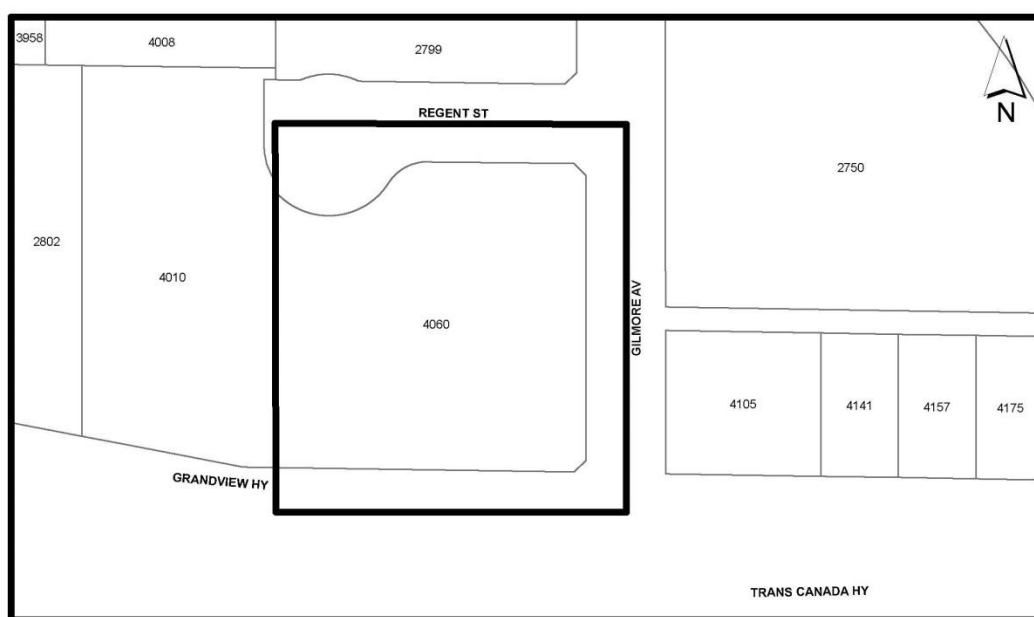 3958
4008
2799
N
REGENT ST
2750
2802
4010
4060
GILMORE AV
4105
4141
4157
4175
GRANDVIEW HY
TRANS CANADA HY